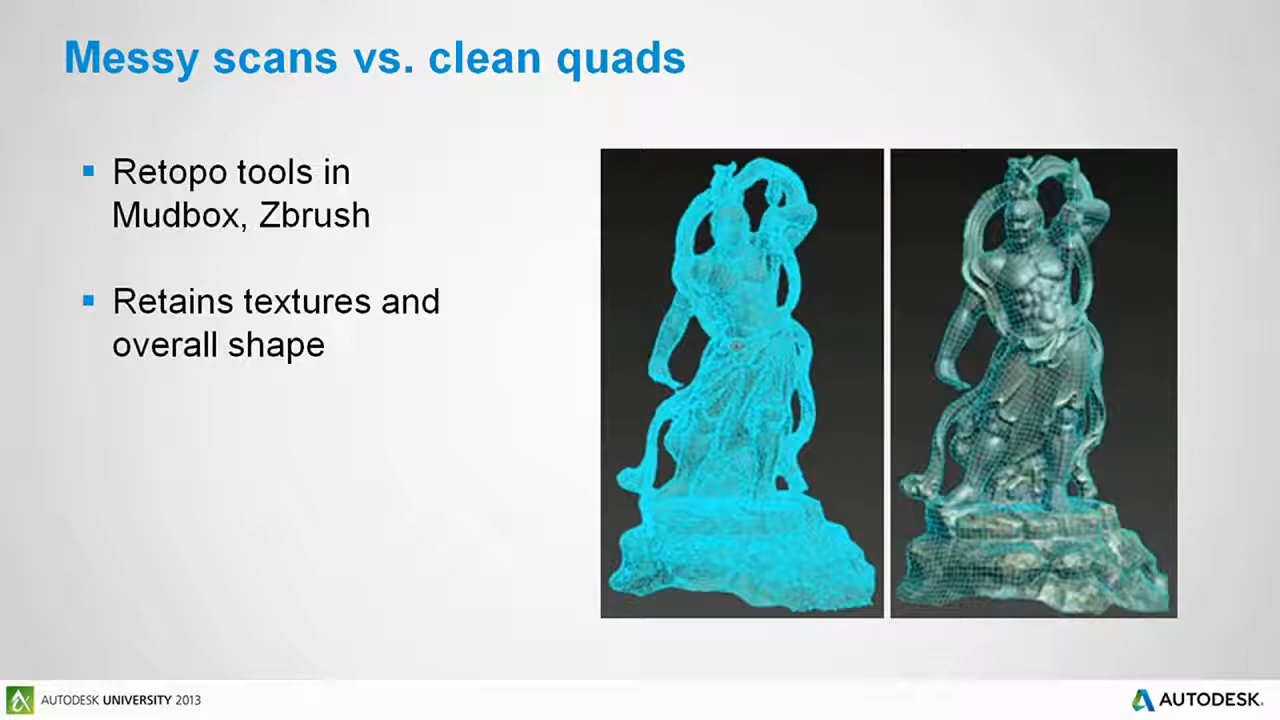 Messy scans vs. clean quads
Retopo tools in
Mudbox, Zbrush
Retains textures and
overall shape
AUTODESK UNIVERSITY 2013
AUTODESK.